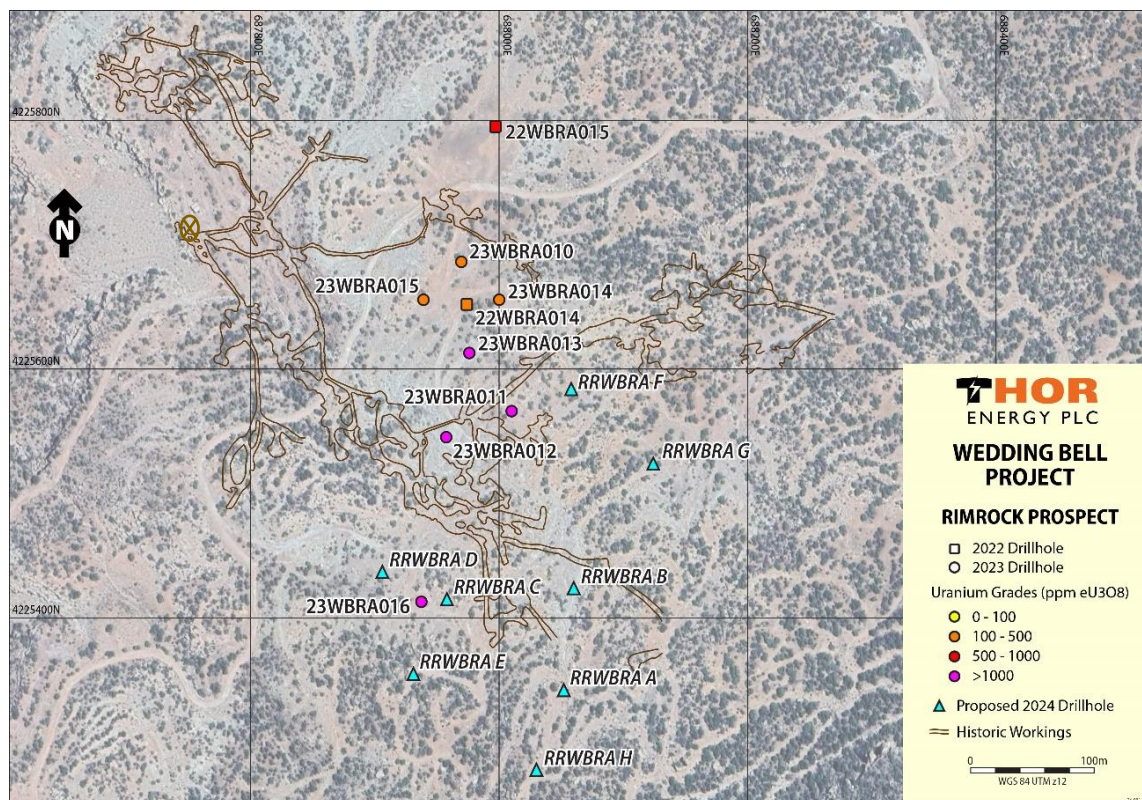 687800E
688000E
688200E
688400E
4225800N
22WBRA015
N
23WBRA010
23WBRA015
23WBRA014
22WBRA014
23WBRA013
4225600N
RRWBRA F
23WBRA011
23WBRA012
RRWBRA G
RRWBRA D
RRWBRA C
RRWBRA B
23WBRA016
4225400N
RRWBRA E
RRWBRA A
RRWBRA H
THOR
ENERGY PLC
WEDDING BELL
PROJECT
RIMROCK PROSPECT
2022 Drillhole
2023 Drillhole
Uranium Grades (ppm eU3O8)
0 - 100
100 - 500
500 - 1000
>1000
Proposed 2024 Drillhole
Historic Workings
0 100m
WGS 84 UTM z12